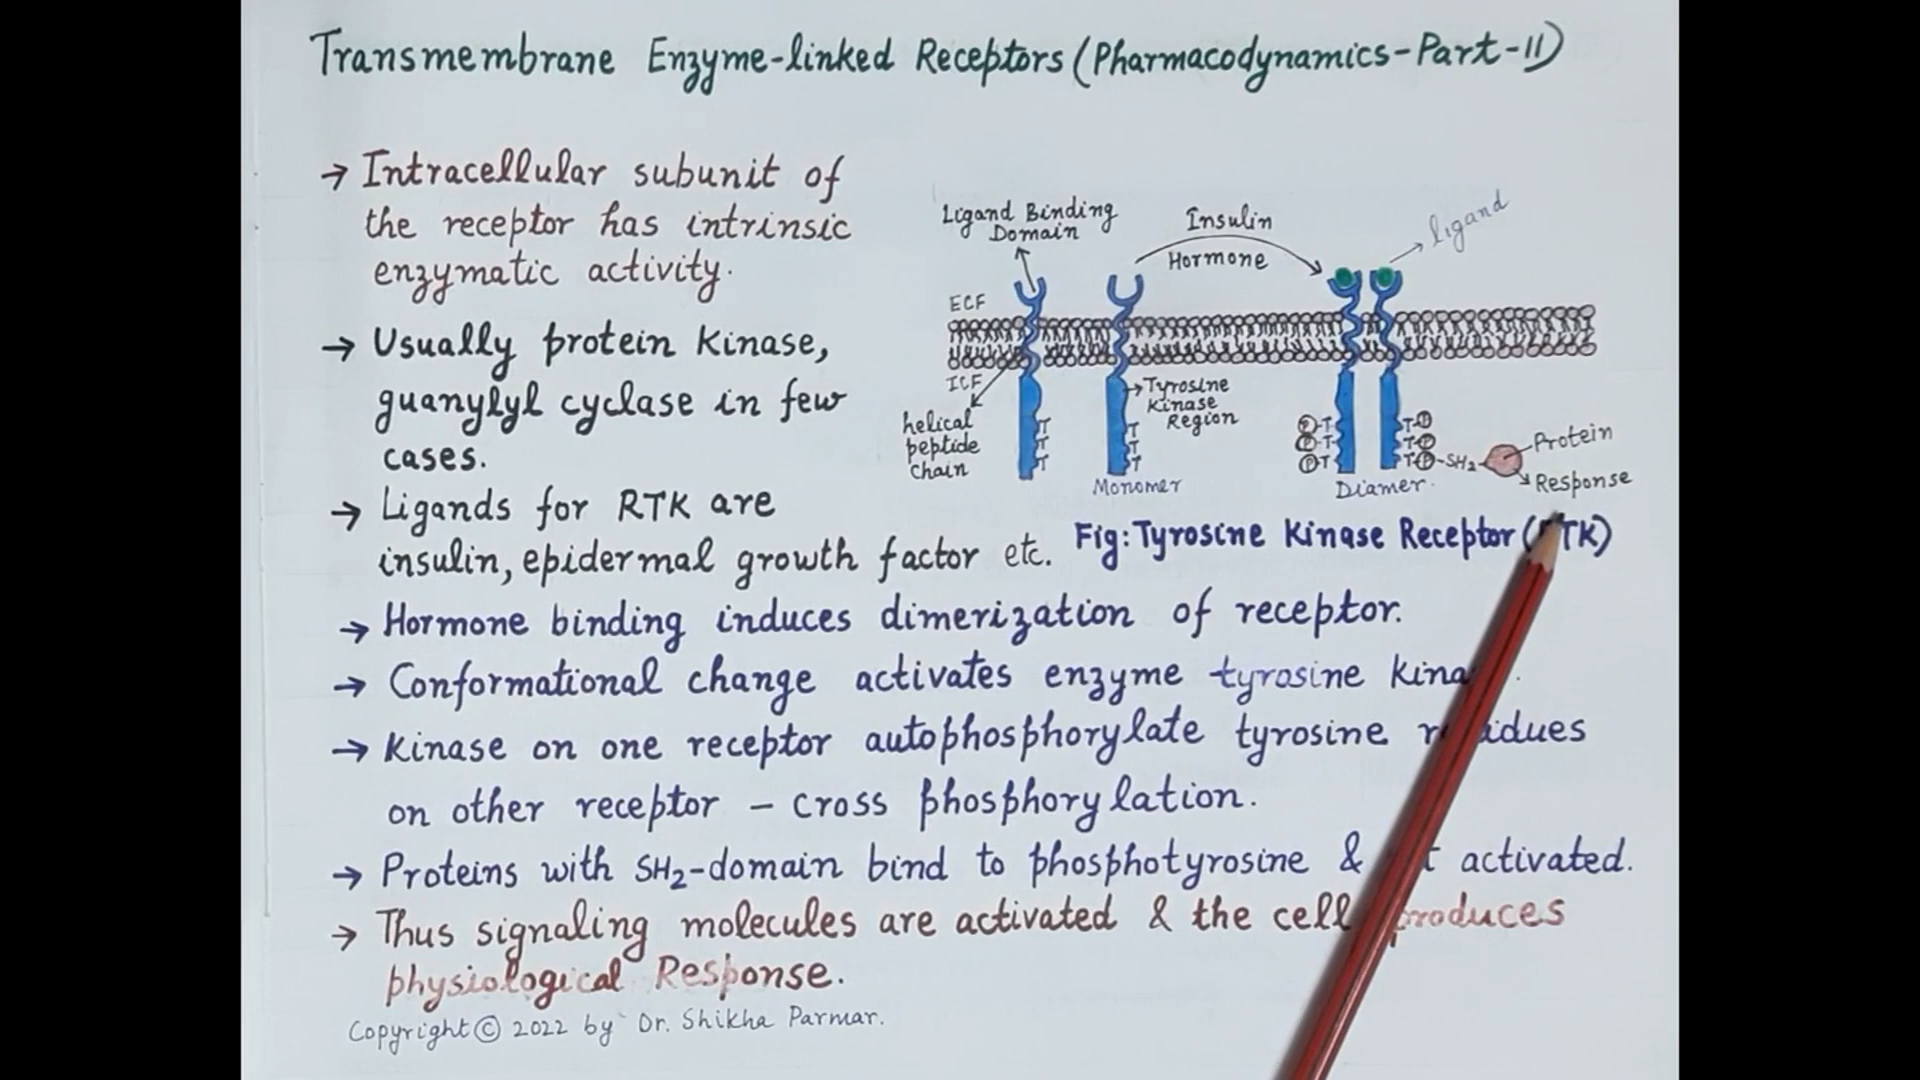 Transmembrane Enzyme-linked Receptors (Pharmacodynamics-Part-II)
→ Intracellular subunit of
the receptor has intrinsic
enzymatic activity.
→ Usually protein kinase,
guanylyl cyclase in few
cases.
→ Ligands for RTK are
insulin, epidermal growth factor etc.
Ligand Binding
Domain
Insulin
Hormone
ligand
ECF
ICF
helical
peptide
chain
T
T
T
Tyrosine
Kinase
Region
T
T
T
Monomer
P-T
P-T
P-T
T-P
T-P
T-P-SH2
Diamer.
Protein
Response
Fig: Tyrosine Kinase Receptor ( TK)
→ Hormone binding induces dimerization of receptor.
→ Conformational change activates enzyme tyrosine kina
→ Kinase on one receptor autophosphorylate tyrosine r idues
on other receptor – cross phosphorylation.
→ Proteins with SH2-domain bind to phosphotyrosine & t activated.
→ Thus signaling molecules are activated & the cell produces
physiological Response.
Copyright © 2022 by Dr. Shikha Parmar.